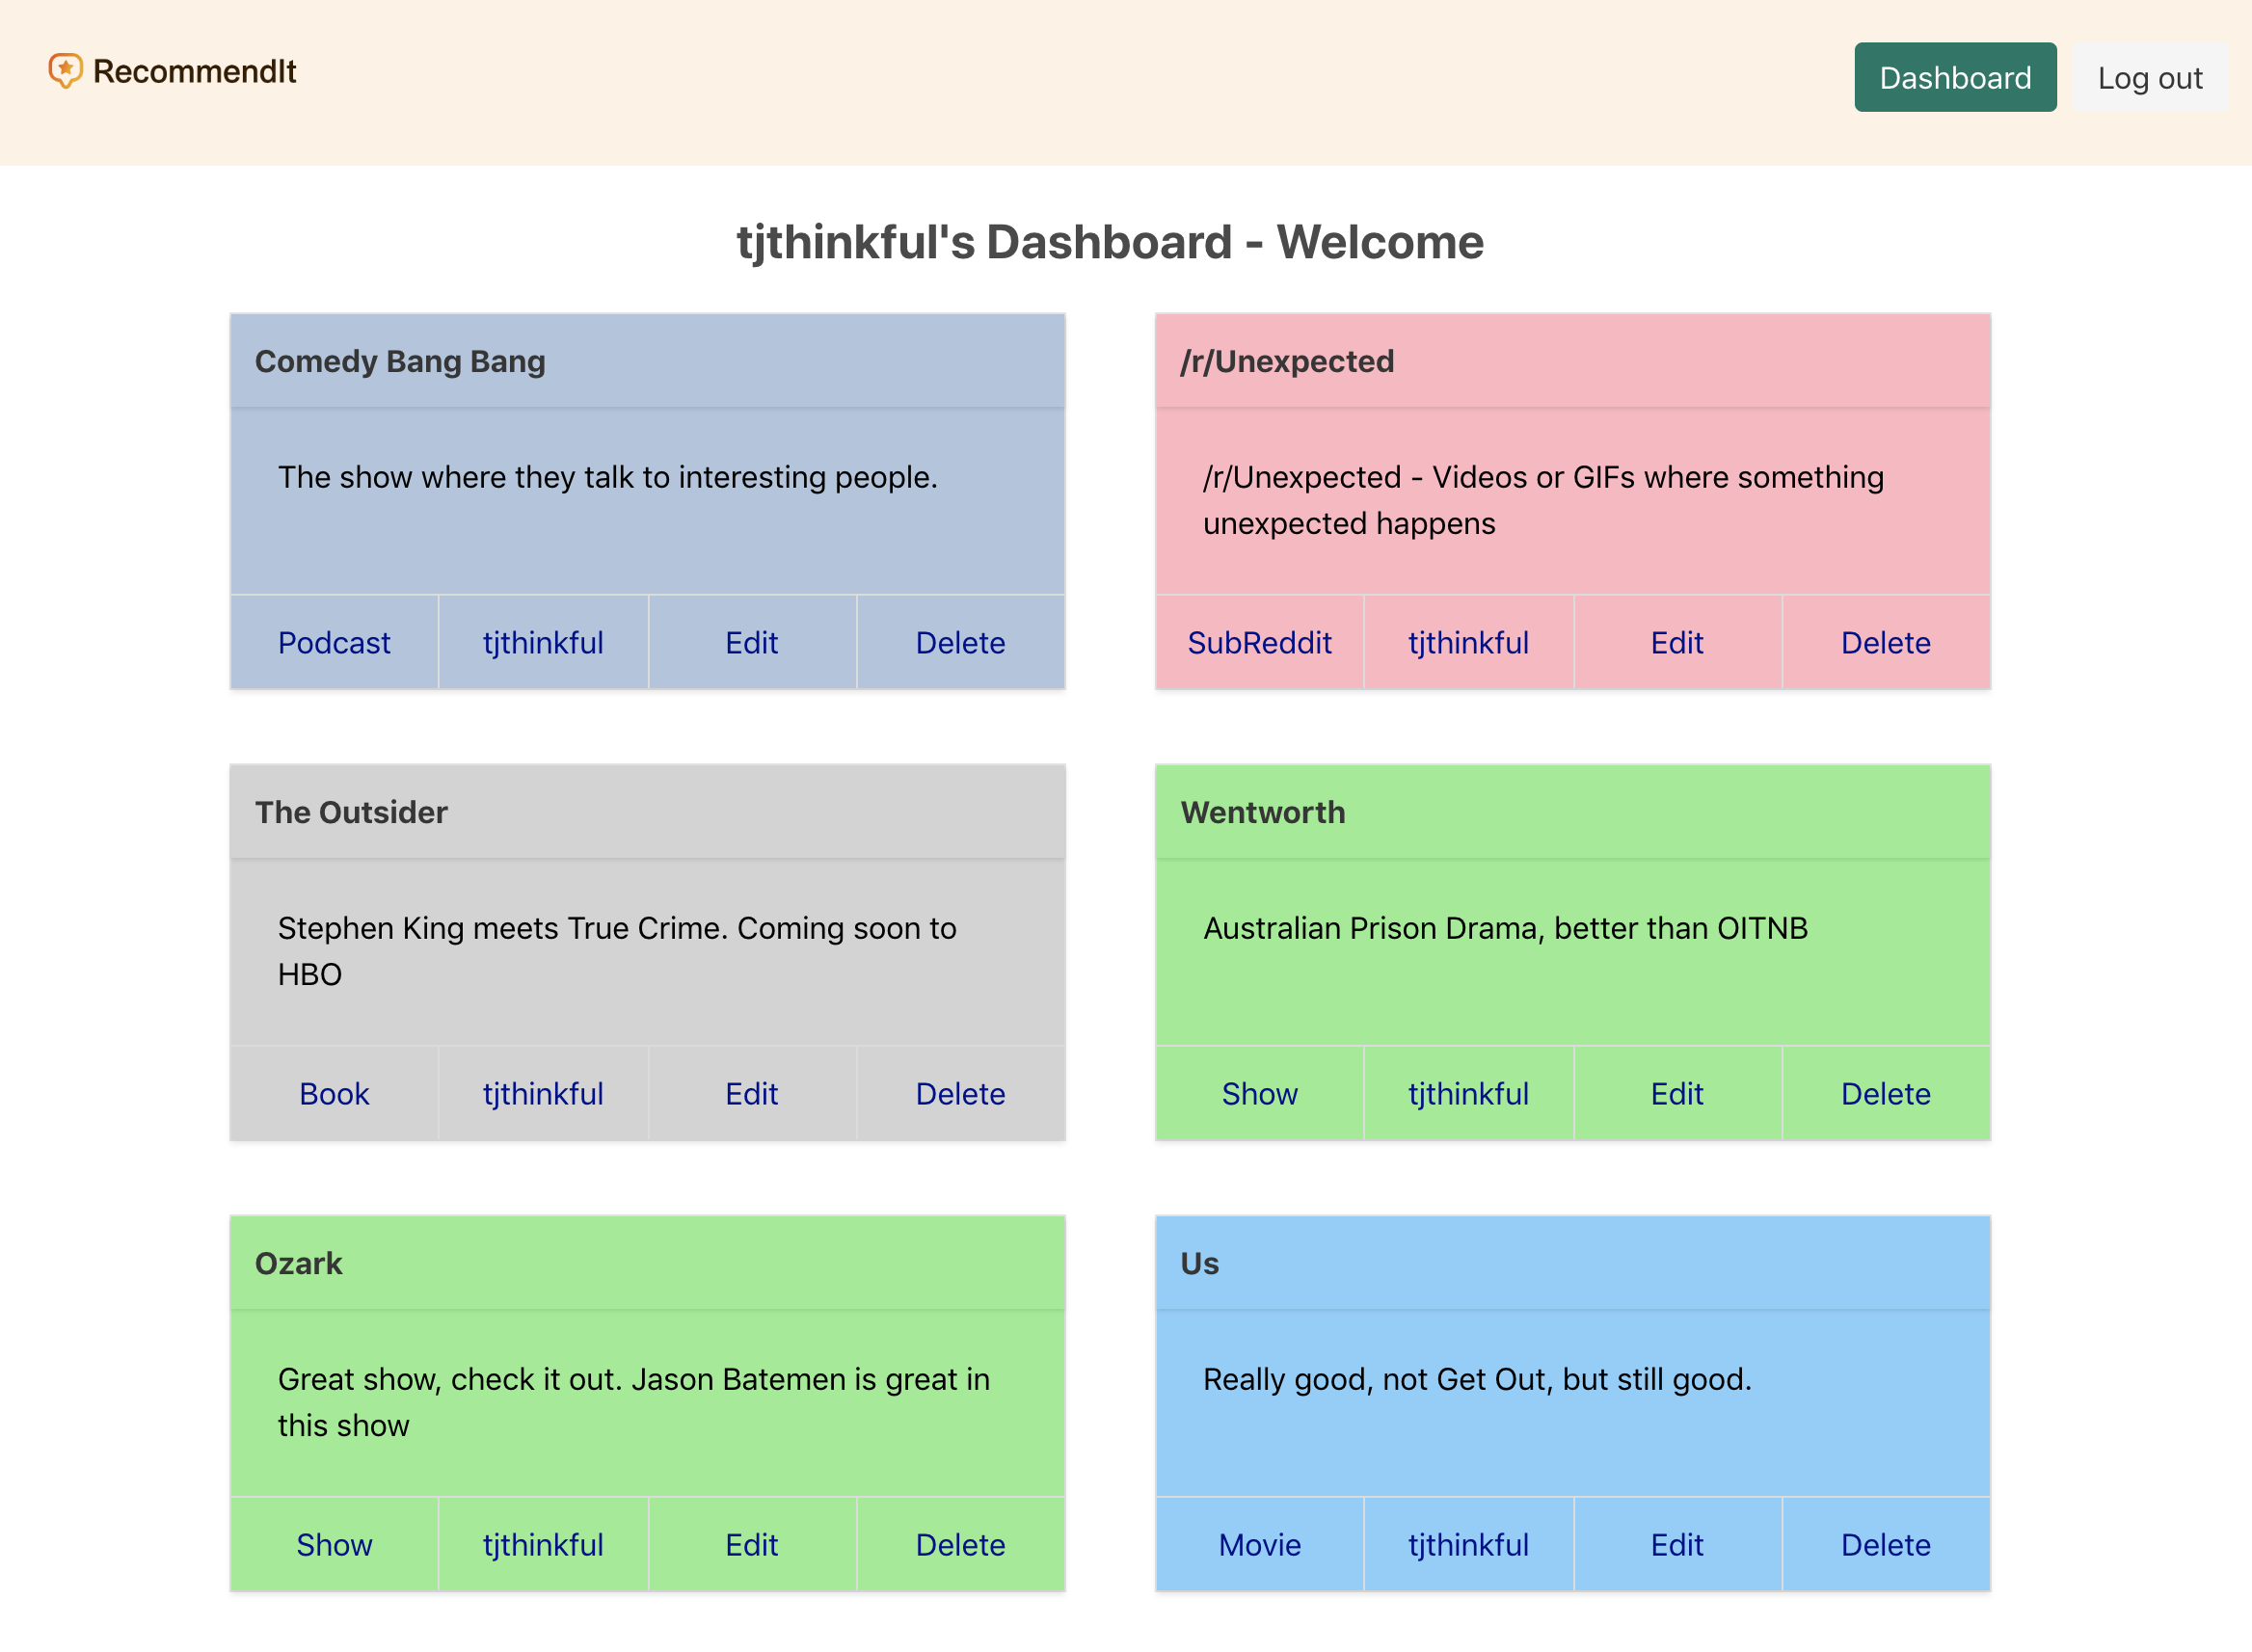 RecommendIt
Dashboard
Log out
tjthinkful's Dashboard - Welcome
Comedy Bang Bang
The show where they talk to interesting people.
Podcast
tjthinkful
Edit
Delete
/r/Unexpected
/r/Unexpected - Videos or GIFs where something
unexpected happens
SubReddit
tjthinkful
Edit
Delete
The Outsider
Stephen King meets True Crime. Coming soon to
HBO
Book
tjthinkful
Edit
Delete
Wentworth
Australian Prison Drama, better than OITNB
Show
tjthinkful
Edit
Delete
Ozark
Great show, check it out. Jason Batemen is great in
this show
Show
tjthinkful
Edit
Delete
Us
Really good, not Get Out, but still good.
Movie
tjthinkful
Edit
Delete